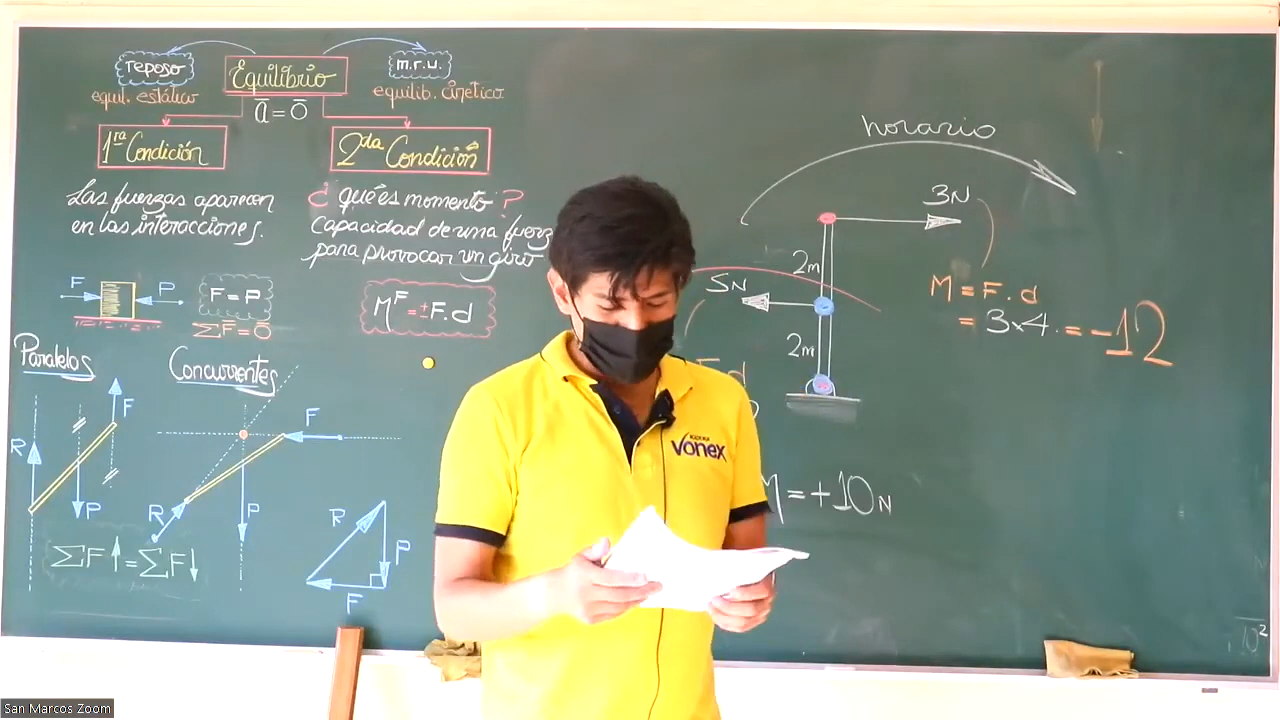 reposo
Equilibrio
m.r.u.
equil. estático
equilib. cinético
a̅ = 0̅
1ra Condición
2da Condición
Las fuerzas aparecen
en las interacciones.
¿ qué es momento ?
Capacidad de una fuerz
para provocar un giro
F
P
F = P
ΣF̅ = 0̅
M^F = ± F. d
Paralelos
Concurrentes
F
R
P
F
R
P
R
P
F
ΣF↑ = ΣF↓
horario
3N
2m
5N
2m
M = F. d
= 3x4 = -12
= +10N
VONEX
San Marcos Zoom